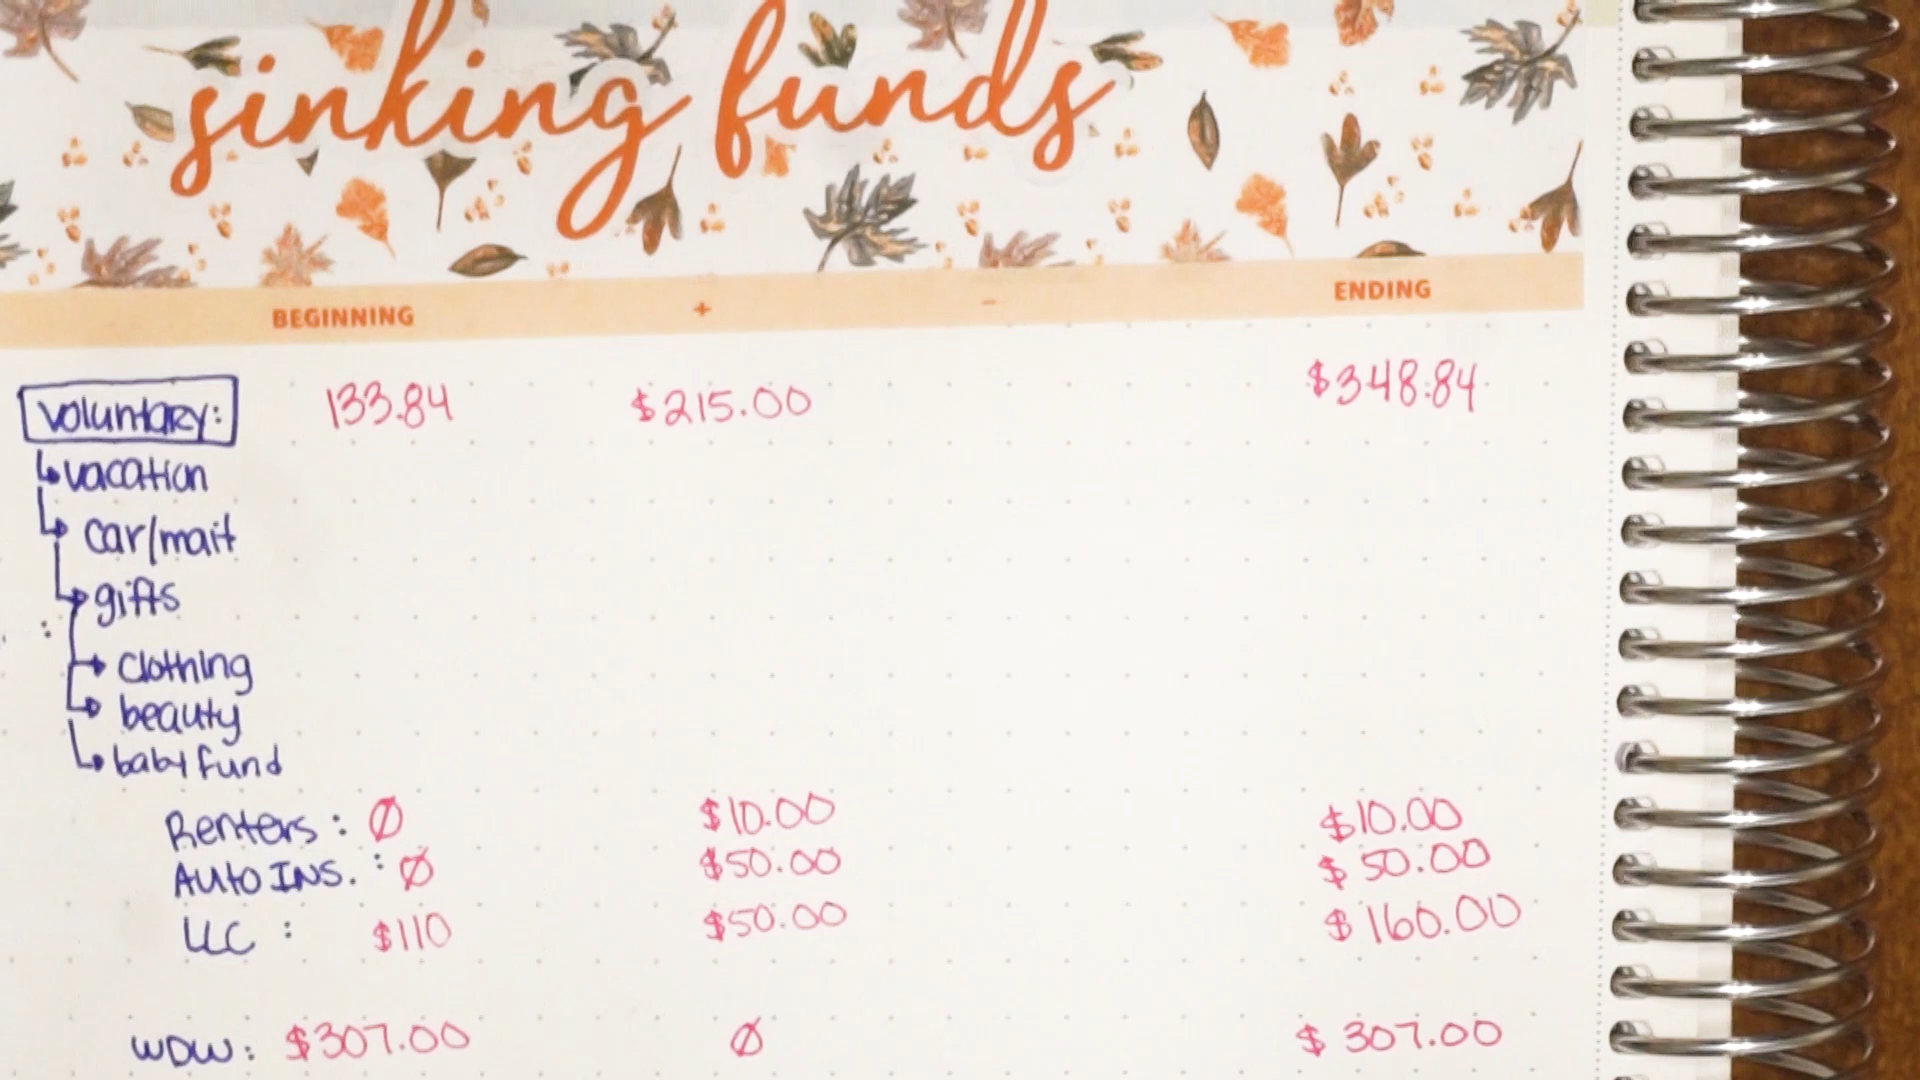 sinking funds
BEGINNING + - ENDING
voluntary: 133.84 $215.00 $348.84
vacation
car/mait
gifts
clothing
beauty
baby fund
Renters: Ø $10.00 $10.00
Auto INS.: Ø $50.00 $50.00
LLC: $110 $50.00 $160.00
WDW: $307.00 Ø $307.00